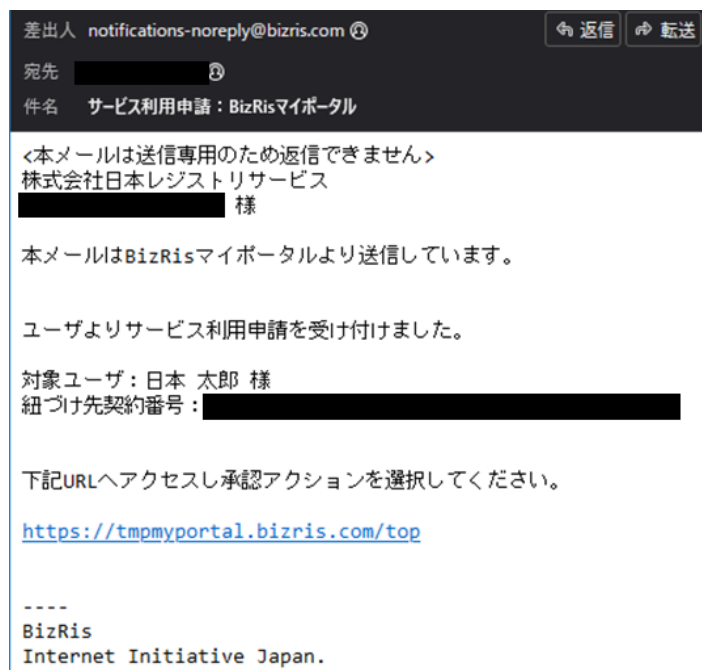 差出人 notifications-noreply@bizris.com
返信
転送
宛先
件名 サービス利用申請：BizRisマイポータル
<本メールは送信専用のため返信できません>
株式会社日本レジストリサービス
様
本メールはBizRisマイポータルより送信しています。
ユーザよりサービス利用申請を受け付けました。
対象ユーザ：日本 太郎 様
紐づけ先契約番号：
下記URLへアクセスし承認アクションを選択してください。
https://tmpmyportal.bizris.com/top
----
BizRis
Internet Initiative Japan.